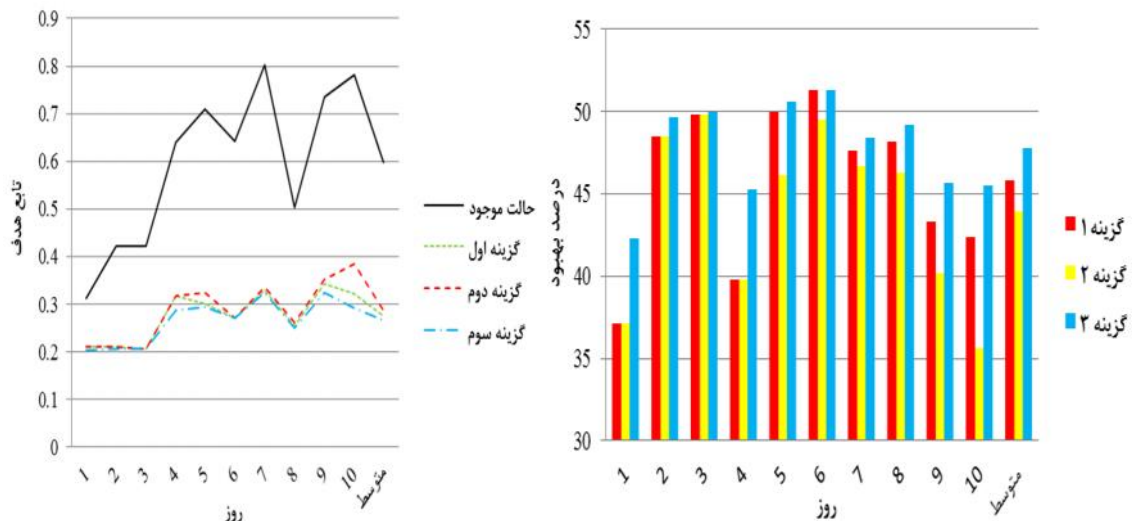 0.9
0.8
0.7
0.6
0.5
0.4
0.3
0.2
0.1
0
تابع هدف
حالت موجود
گزینه اول
گزینه دوم
گزینه سوم
1 2 3 4 5 6 7 8 9 10 متوسط
روز
55
50
45
40
35
30
درصد بهبود
گزینه ۱
گزینه ۲
گزینه ۳
1 2 3 4 5 6 7 8 9 10 متوسط
روز